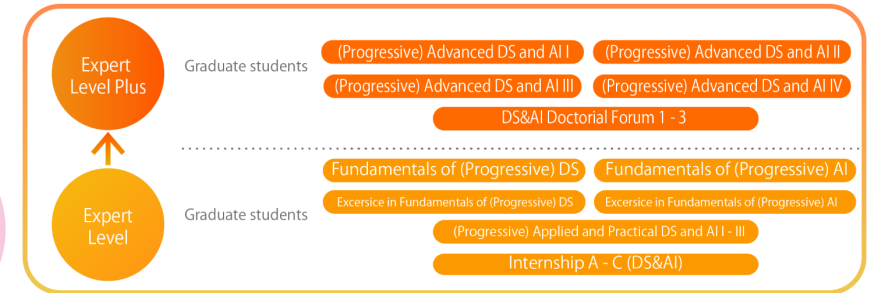 Expert
Level Plus
Graduate students
(Progressive) Advanced DS and AI I
(Progressive) Advanced DS and AI II
(Progressive) Advanced DS and AI III
(Progressive) Advanced DS and AI IV
DS&AI Doctorial Forum 1 - 3
Expert
Level
Graduate students
Fundamentals of (Progressive) DS
Fundamentals of (Progressive) AI
Excersice in Fundamentals of (Progressive) DS
Excersice in Fundamentals of (Progressive) AI
(Progressive) Applied and Practical DS and AI I - III
Internship A - C (DS&AI)